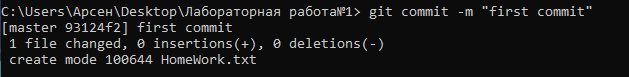 C:\Users\Арсен\Desktop\Лабораторная работа№1> git commit -m "first commit"
[master 93124f2] first commit
 1 file changed, 0 insertions(+), 0 deletions(-)
 create mode 100644 HomeWork.txt